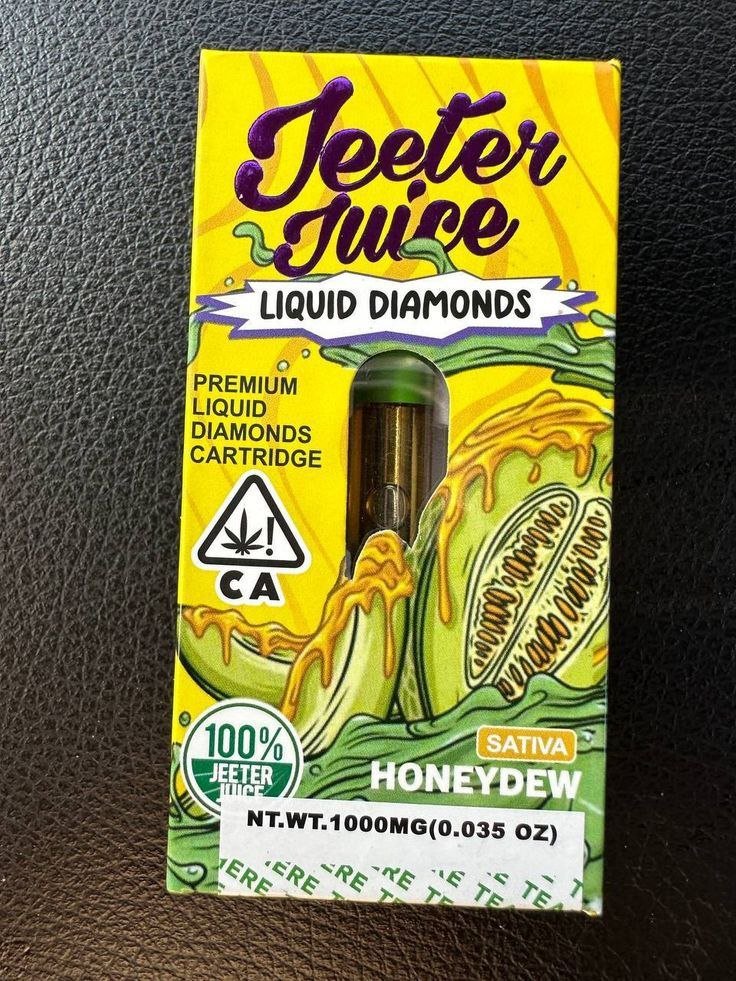 Jeeter
Juice
LIQUID DIAMONDS
PREMIUM
LIQUID
DIAMONDS
CARTRIDGE
!
CA
100%
JEETER
JUICE
SATIVA
HONEYDEW
NT.WT.1000MG(0.035 OZ)